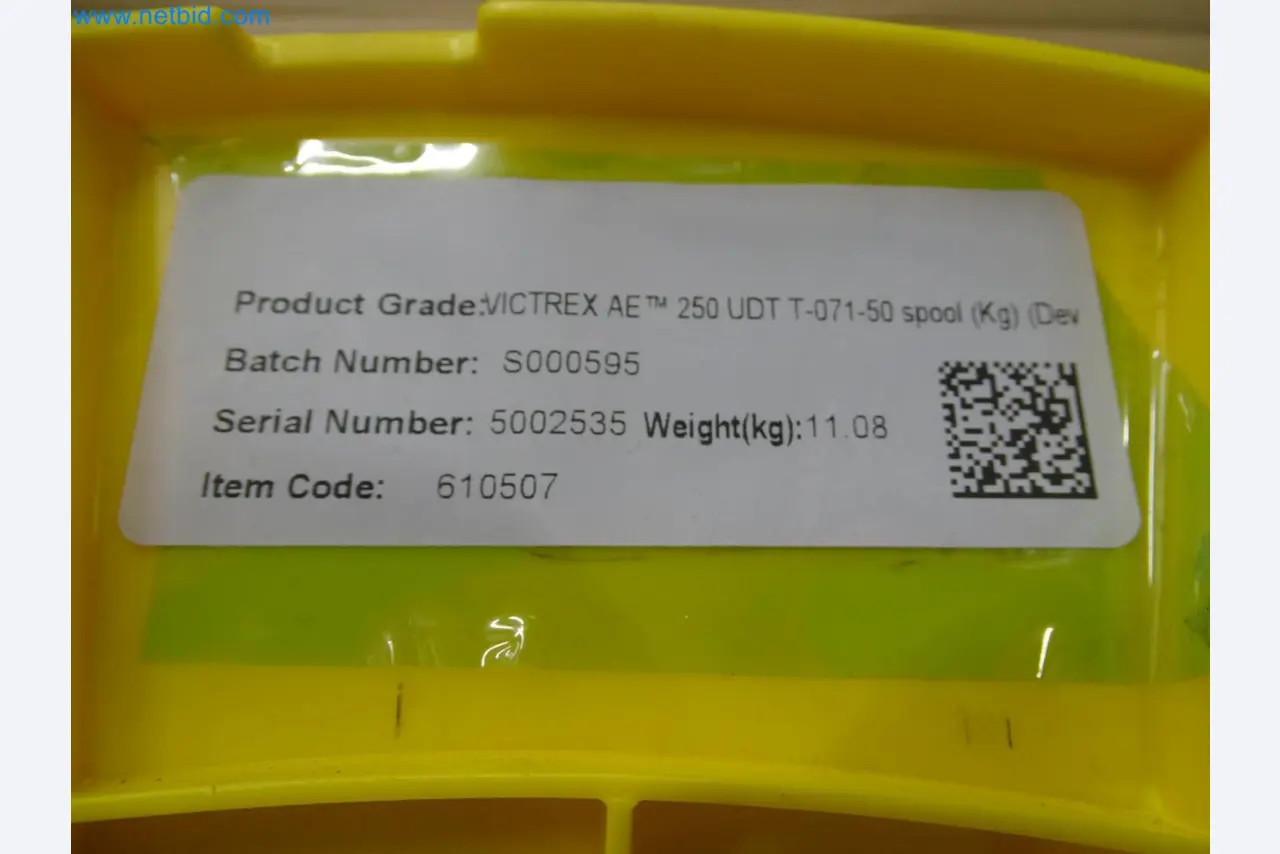 www.netbid.com
Product Grade:VICTREX AE™ 250 UDT T-071-50 spool (Kg) (Dev
Batch Number: S000595
Serial Number: 5002535 Weight(kg):11.08
Item Code: 610507